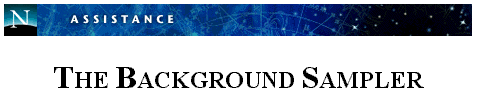 N ASSISTANCE
THE BACKGROUND SAMPLER